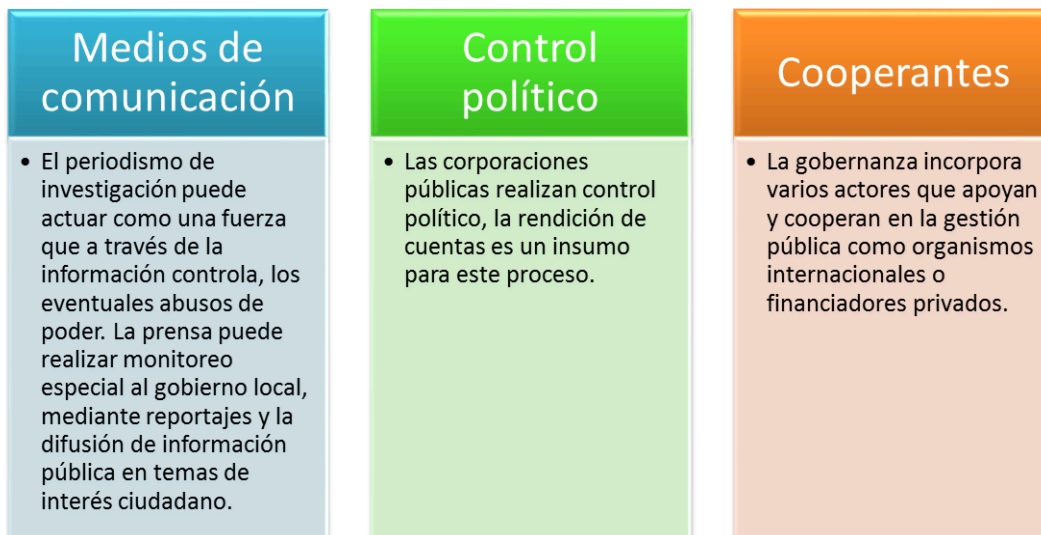 Medios de
comunicación
• El periodismo de
investigación puede
actuar como una fuerza
que a través de la
información controla, los
eventuales abusos de
poder. La prensa puede
realizar monitoreo
especial al gobierno local,
mediante reportajes y la
difusión de información
pública en temas de
interés ciudadano.
Control
político
• Las corporaciones
públicas realizan control
político, la rendición de
cuentas es un insumo
para este proceso.
Cooperantes
• La gobernanza incorpora
varios actores que apoyan
y cooperan en la gestión
pública como organismos
internacionales o
financiadores privados.